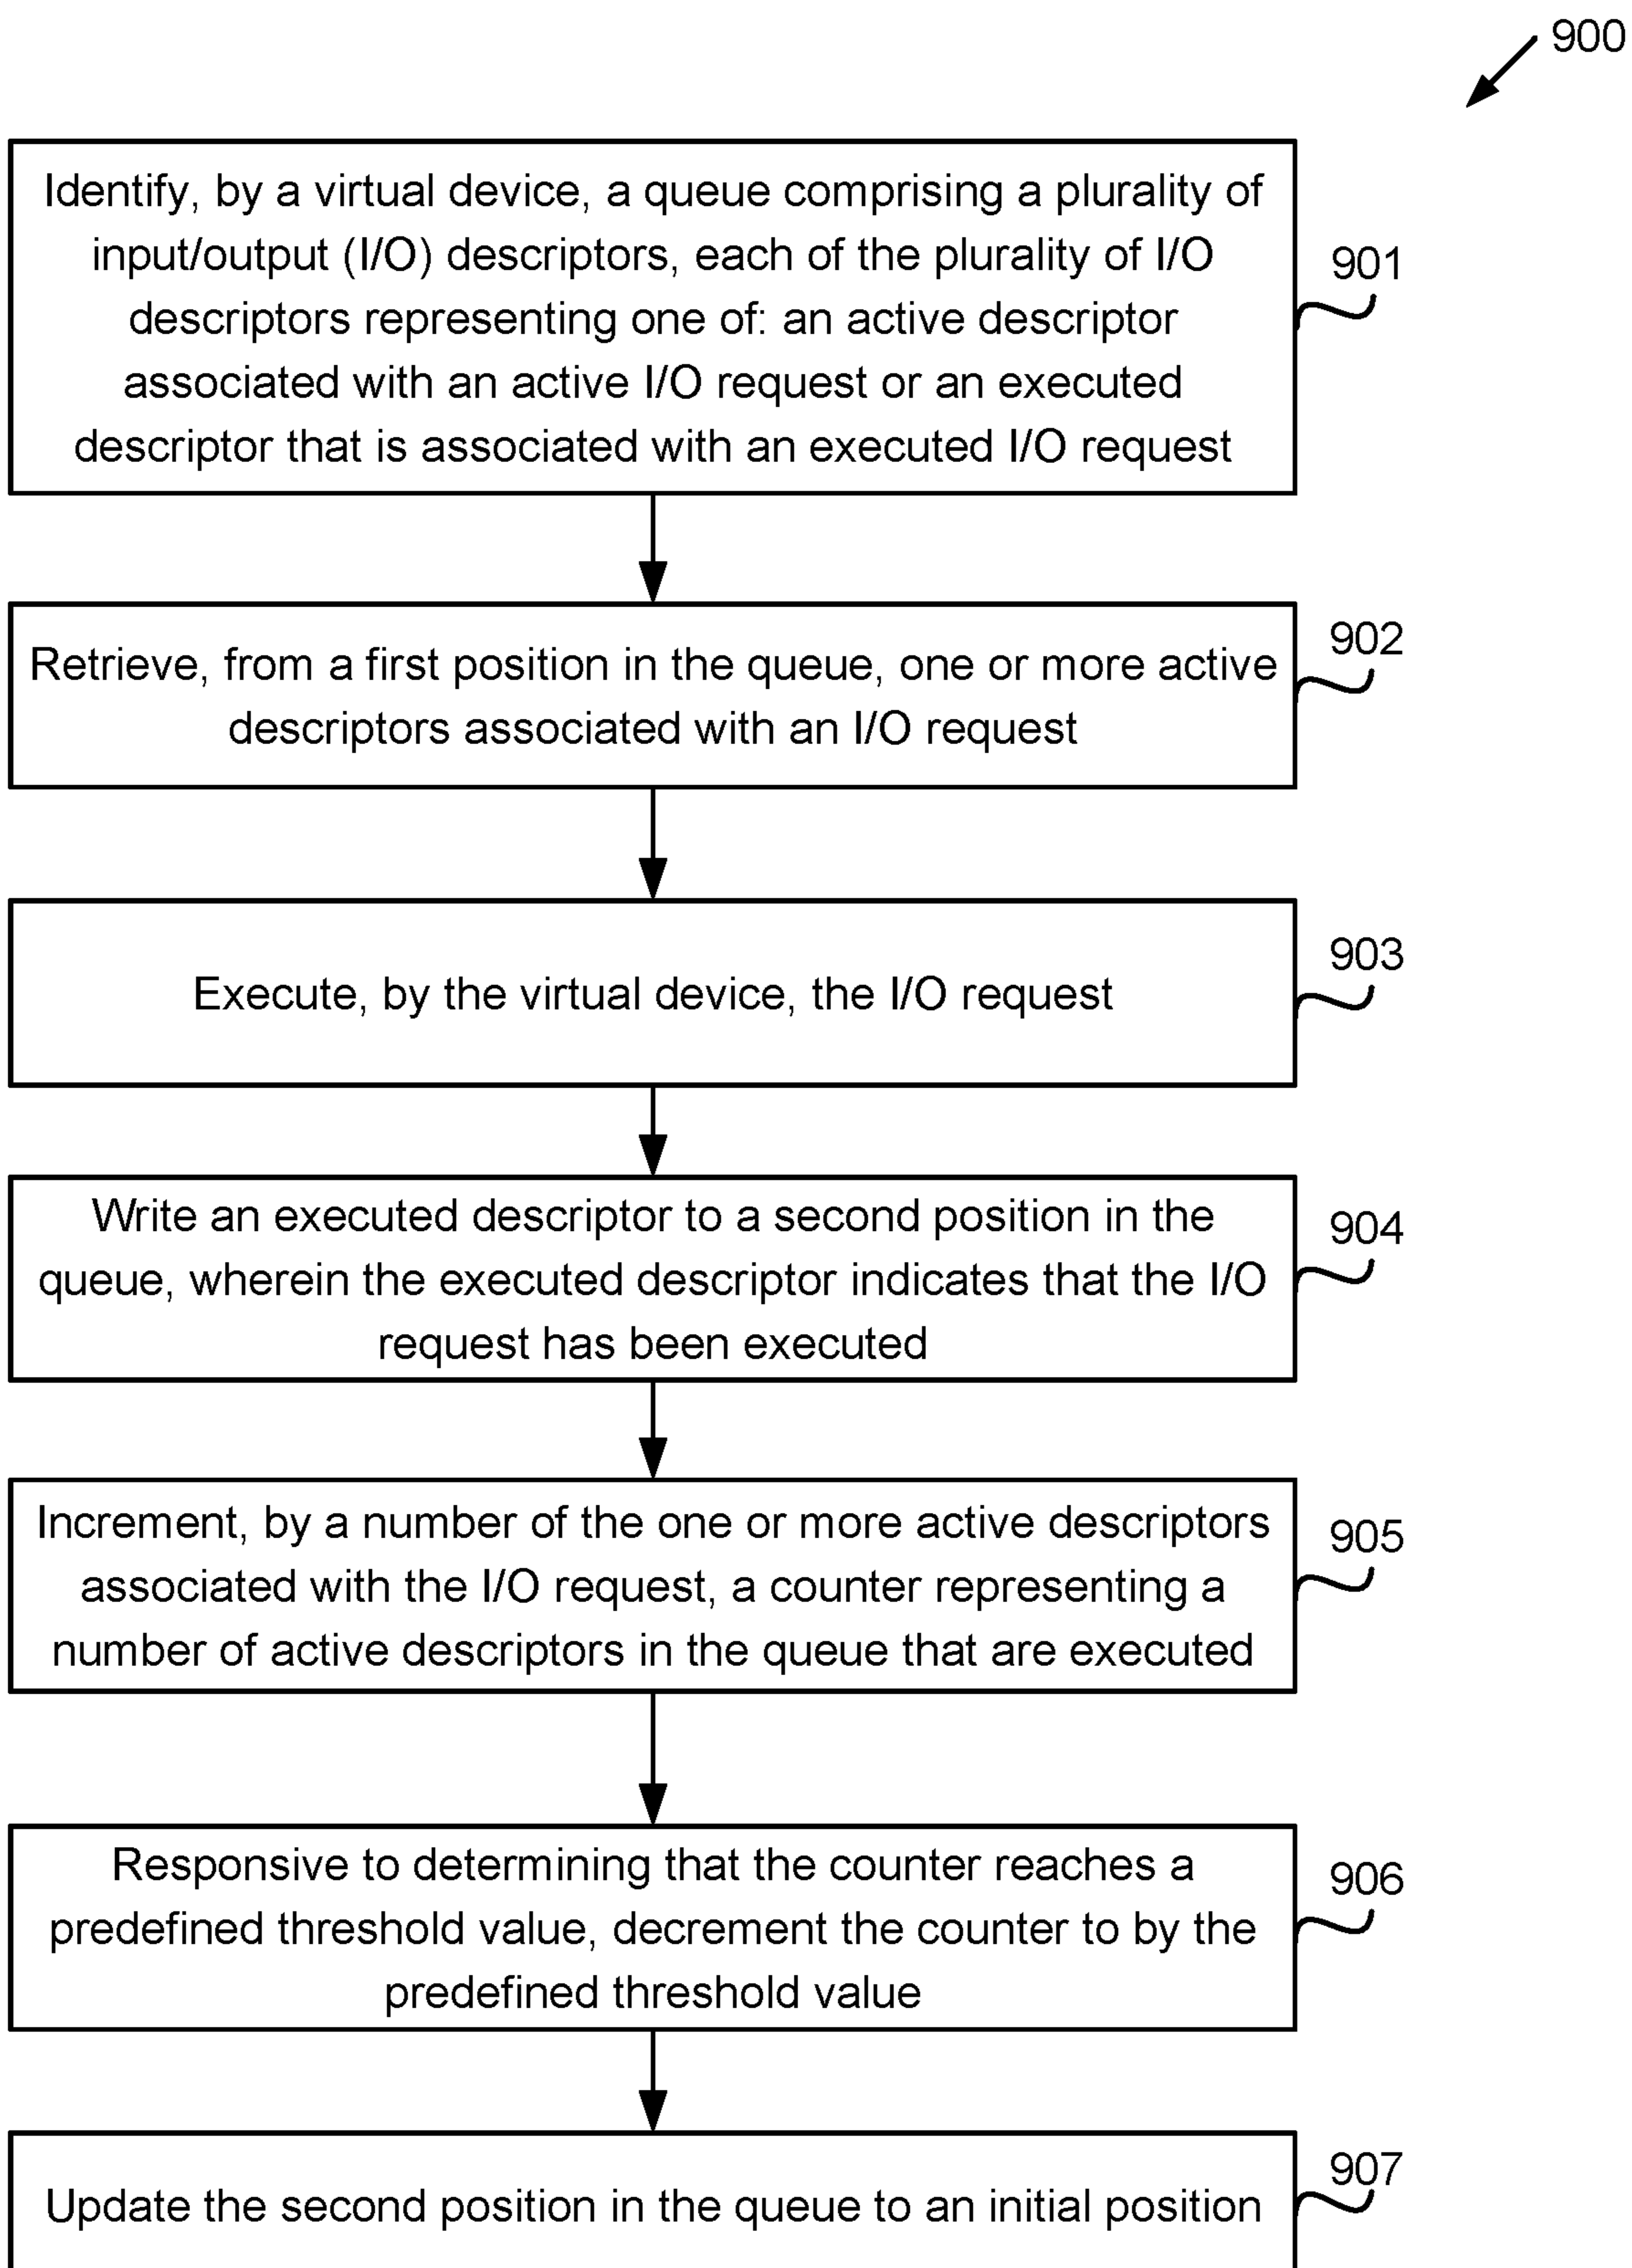 900
Identify, by a virtual device, a queue comprising a plurality of
input/output (I/O) descriptors, each of the plurality of I/O
descriptors representing one of: an active descriptor
associated with an active I/O request or an executed
descriptor that is associated with an executed I/O request
901
Retrieve, from a first position in the queue, one or more active
descriptors associated with an I/O request
902
Execute, by the virtual device, the I/O request
903
Write an executed descriptor to a second position in the
queue, wherein the executed descriptor indicates that the I/O
request has been executed
904
Increment, by a number of the one or more active descriptors
associated with the I/O request, a counter representing a
number of active descriptors in the queue that are executed
905
Responsive to determining that the counter reaches a
predefined threshold value, decrement the counter to by the
predefined threshold value
906
Update the second position in the queue to an initial position
907